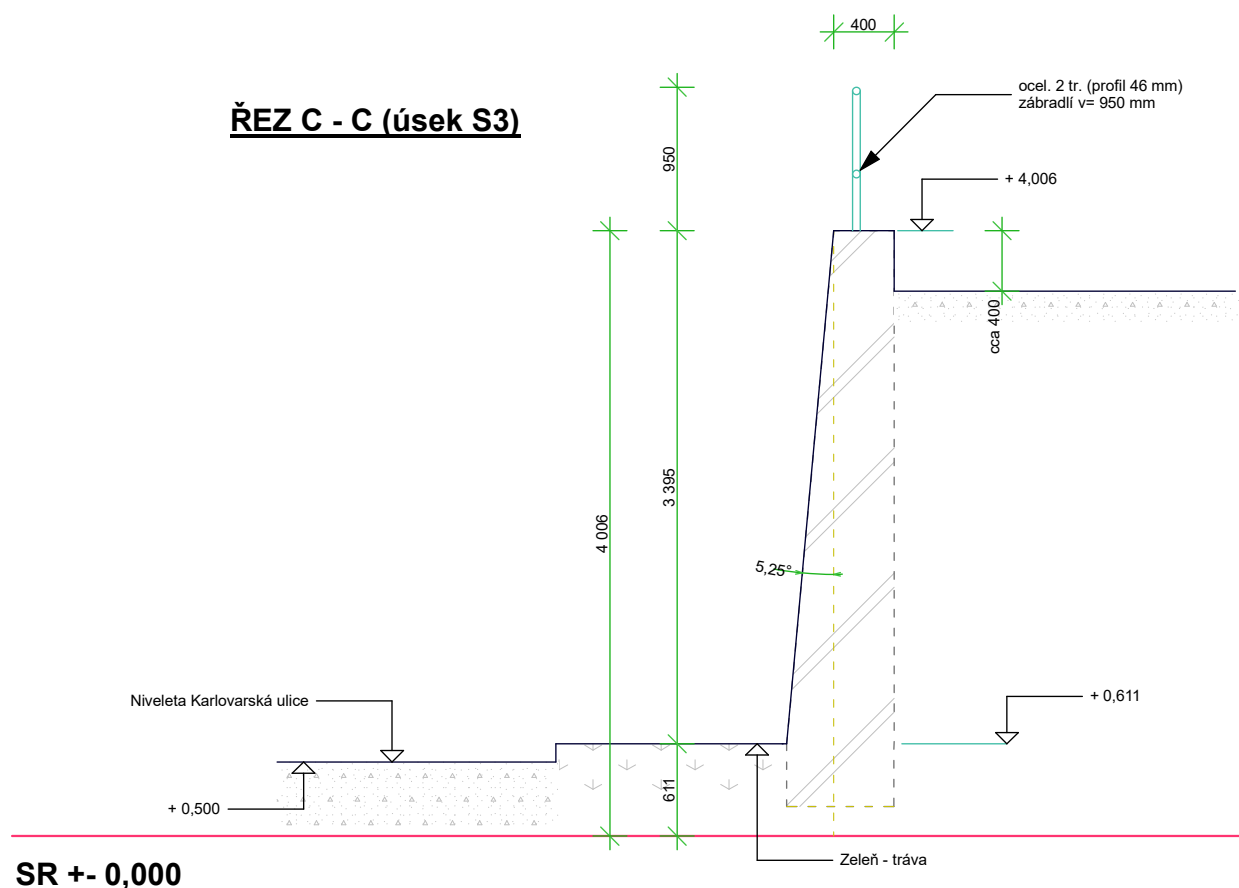 400
ocel. 2 tr. (profil 46 mm)
zábradlí v= 950 mm
ŘEZ C - C (úsek S3)
950
+ 4,006
cca 400
3 395
4 006
5,25°
Niveleta Karlovarská ulice
+ 0,611
611
+ 0,500
Zeleň - tráva
SR +- 0,000